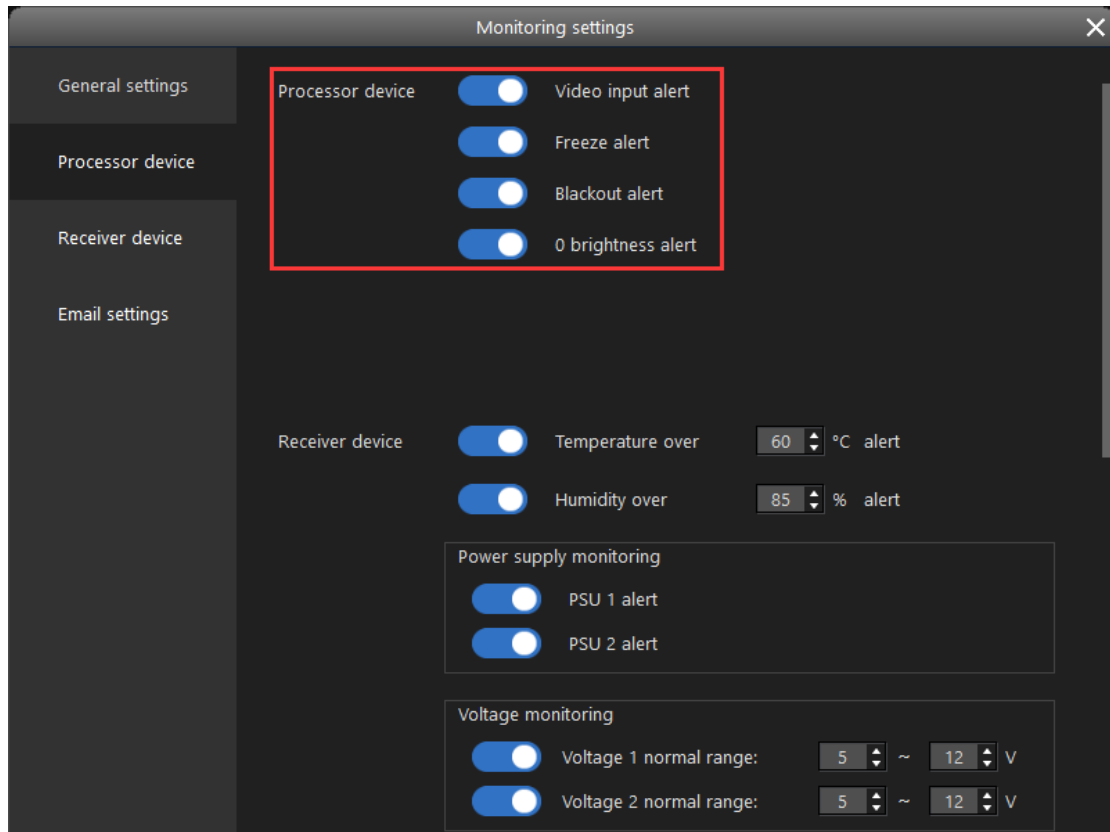 Monitoring settings
General settings
Processor device
Receiver device
Email settings
Processor device Video input alert
Freeze alert
Blackout alert
0 brightness alert
Receiver device Temperature over 60 °C alert
Humidity over 85 % alert
Power supply monitoring
PSU 1 alert
PSU 2 alert
Voltage monitoring
Voltage 1 normal range: 5 ~ 12 V
Voltage 2 normal range: 5 ~ 12 V